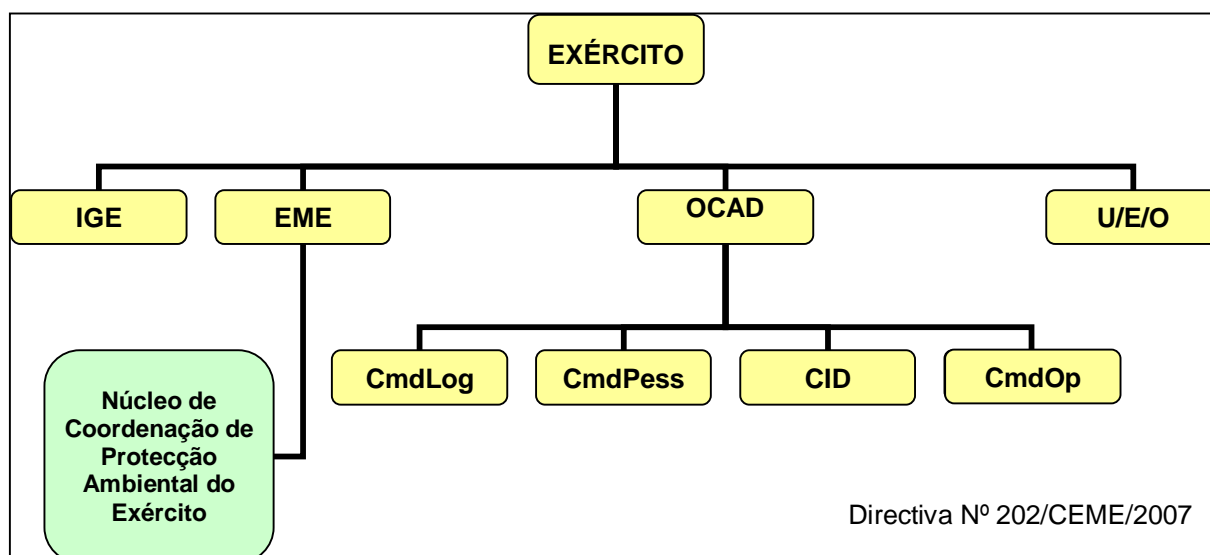 EXÉRCITO
IGE
EME
OCAD
U/E/O
CmdLog
CmdPess
CID
CmdOp
Núcleo de
Coordenação de
Protecção
Ambiental do
Exército
Directiva Nº 202/CEME/2007